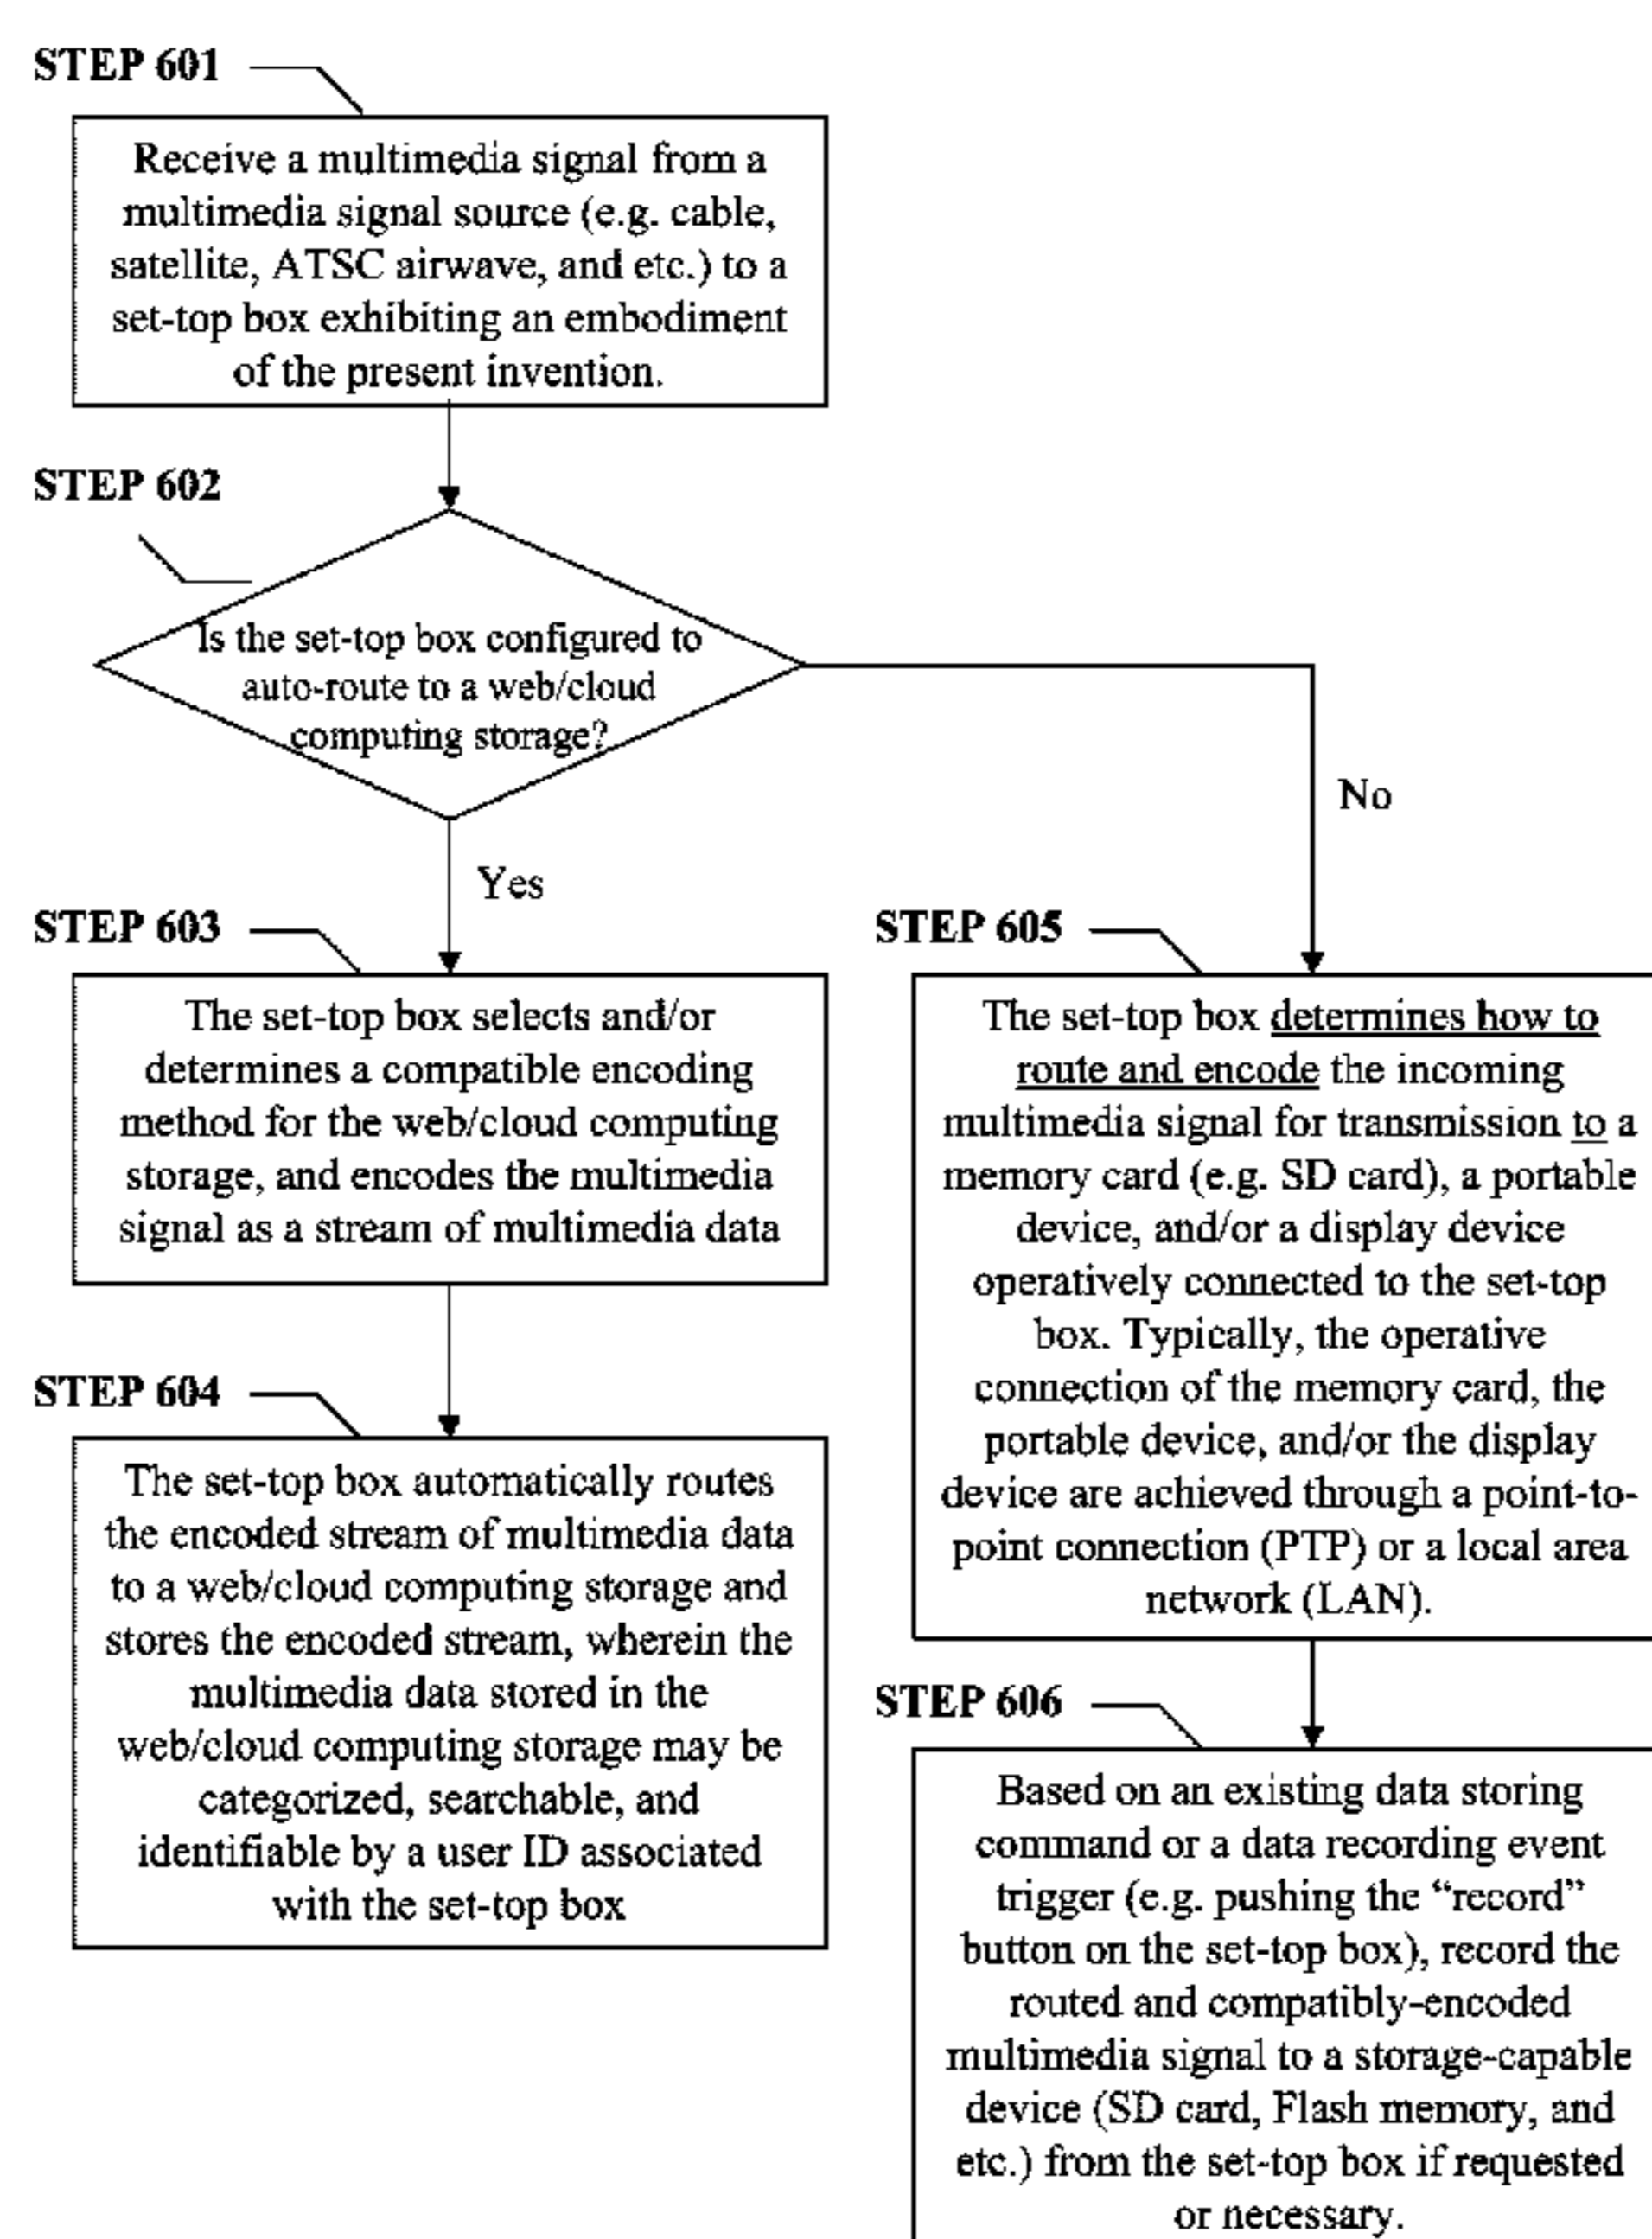 STEP 601
Receive a multimedia signal from a
multimedia signal source (e.g. cable,
satellite, ATSC airwave, and etc.) to a
set-top box exhibiting an embodiment
of the present invention.
STEP 602
Is the set-top box configured to
auto-route to a web/cloud
computing storage?
No
Yes
STEP 603
The set-top box selects and/or
determines a compatible encoding
method for the web/cloud computing
storage, and encodes the multimedia
signal as a stream of multimedia data
STEP 604
The set-top box automatically routes
the encoded stream of multimedia data
to a web/cloud computing storage and
stores the encoded stream, wherein the
multimedia data stored in the
web/cloud computing storage may be
categorized, searchable, and
identifiable by a user ID associated
with the set-top box
STEP 605
The set-top box determines how to
route and encode the incoming
multimedia signal for transmission to a
memory card (e.g. SD card), a portable
device, and/or a display device
operatively connected to the set-top
box. Typically, the operative
connection of the memory card, the
portable device, and/or the display
device are achieved through a point-to-
point connection (PTP) or a local area
network (LAN).
STEP 606
Based on an existing data storing
command or a data recording event
trigger (e.g. pushing the “record”
button on the set-top box), record the
routed and compatibly-encoded
multimedia signal to a storage-capable
device (SD card, Flash memory, and
etc.) from the set-top box if requested
or necessary.